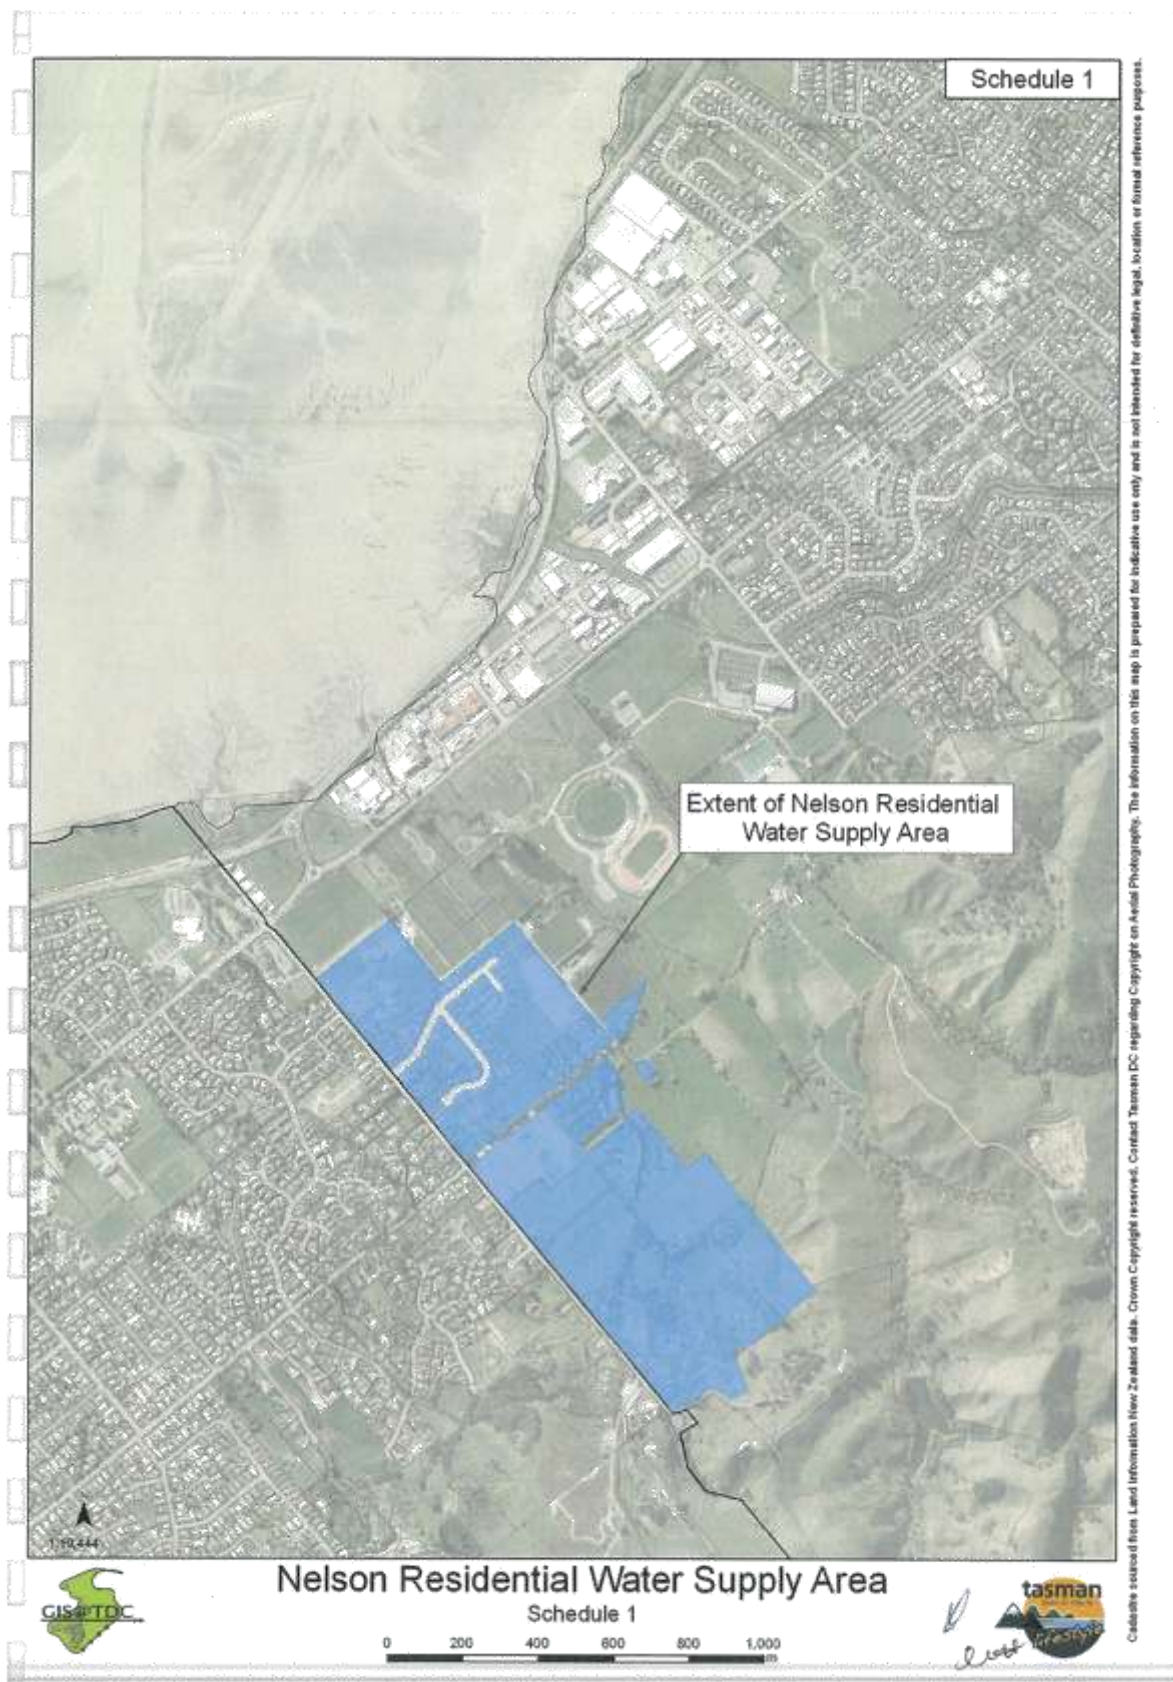 Schedule 1
Extent of Nelson Residential
Water Supply Area
Cadastre sourced from Land Information New Zealand data. Crown Copyright reserved. Contact Tasman DC regarding Copyright on Aerial Photography. The information on this map is prepared for indicative use only and is not intended for definitive legal, location or formal reference purposes.
1:10,444
Nelson Residential Water Supply Area
Schedule 1
GIS@TDC
0 200 400 600 800 1,000
m
tasman